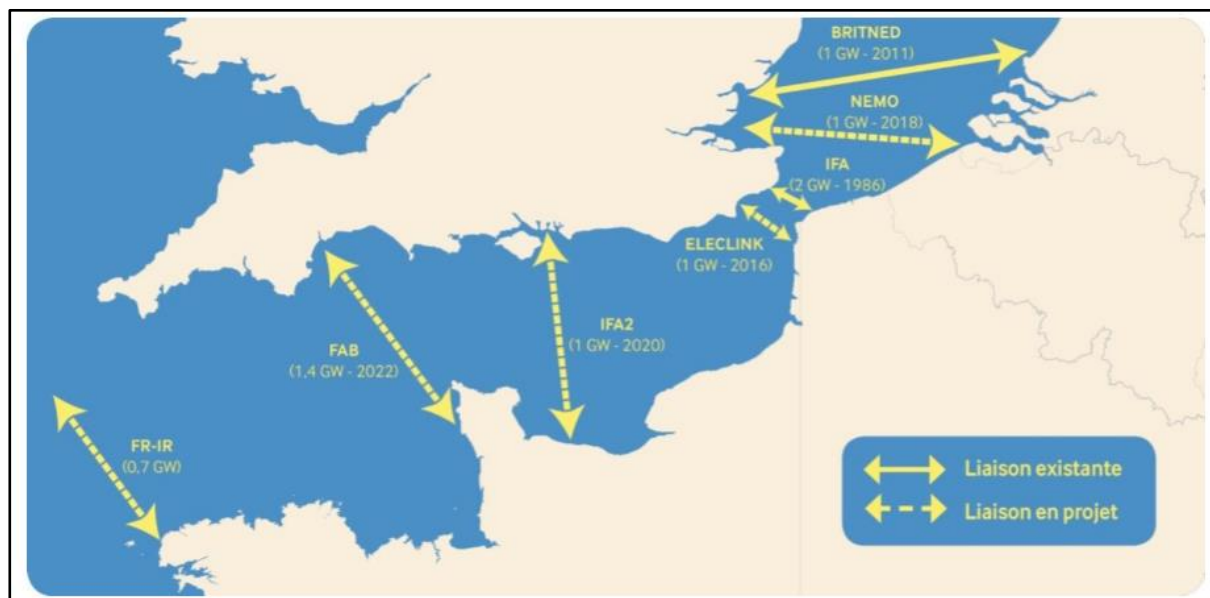 BRITNED
(1 GW - 2011)
NEMO
(1 GW - 2018)
IFA
(2 GW - 1986)
ELECLINK
(1 GW - 2016)
IFA2
(1 GW - 2020)
FAB
(1,4 GW - 2022)
FR-IR
(0,7 GW)
Liaison existante
Liaison en projet